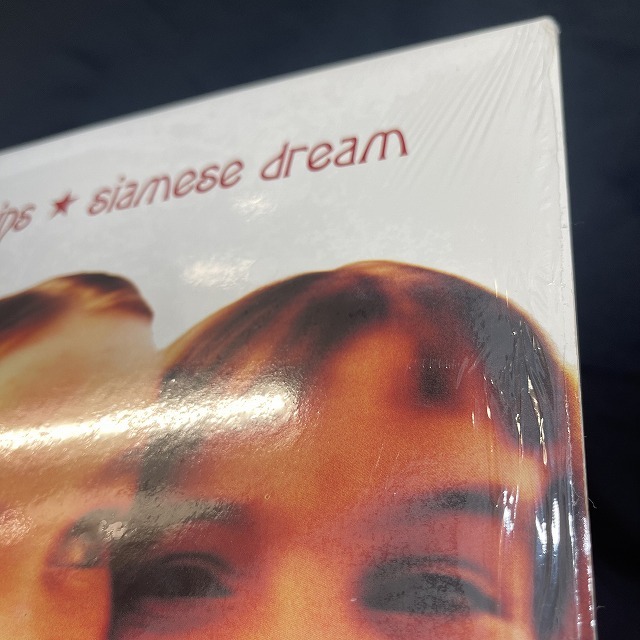 ips ★ siamese dream